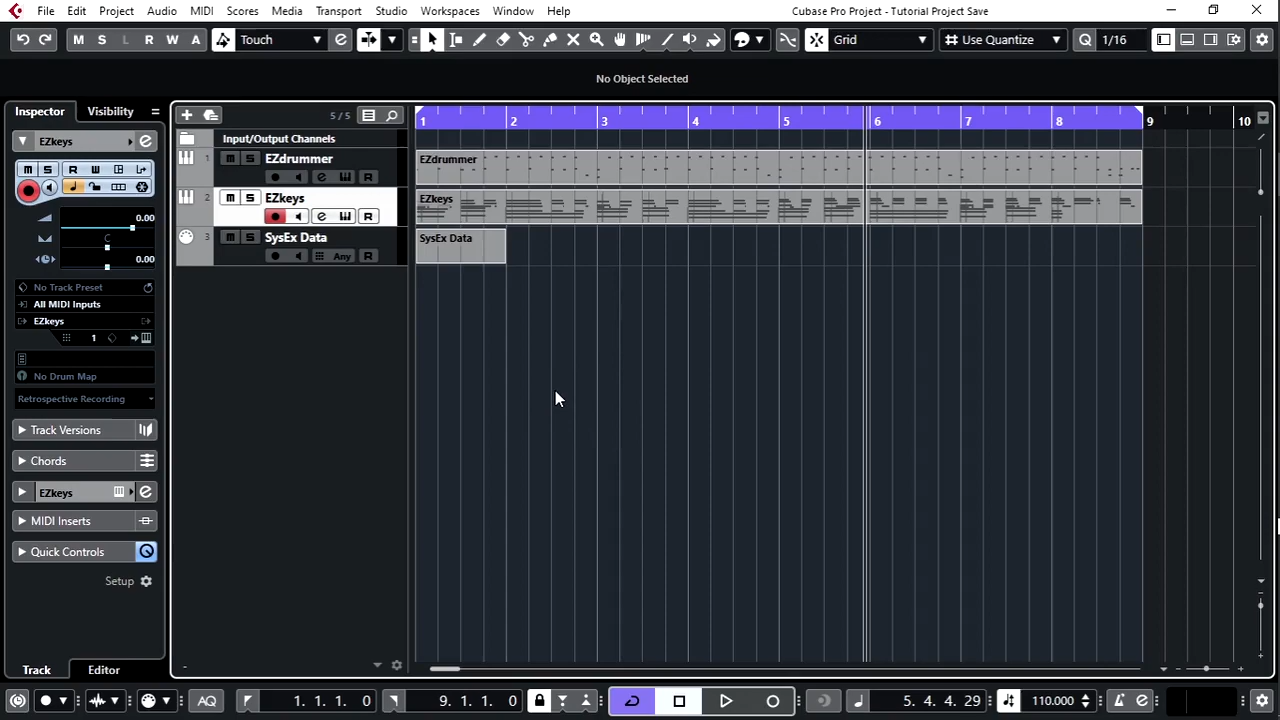 File Edit Project Audio MIDI Scores Media Transport Studio Workspaces Window Help Cubase Pro Project - Tutorial Project Save
M S L R W A Touch Grid Use Quantize Q 1/16
No Object Selected
Inspector Visibility 5/5 1 2 3 4 5 6 7 8 9 10
EZkeys Input/Output Channels
1 m S EZdrummer EZdrummer
m S R W R
2 m S EZkeys EZkeys
R
0.00
3 m S SysEx Data SysEx Data
C
Any R
0.00
No Track Preset
All MIDI Inputs
EZkeys
1
No Drum Map
Retrospective Recording
Track Versions
Chords
EZkeys
MIDI Inserts
Quick Controls
Setup
Track Editor
AQ 1. 1. 1. 0 9. 1. 1. 0 5. 4. 4. 29 110.000